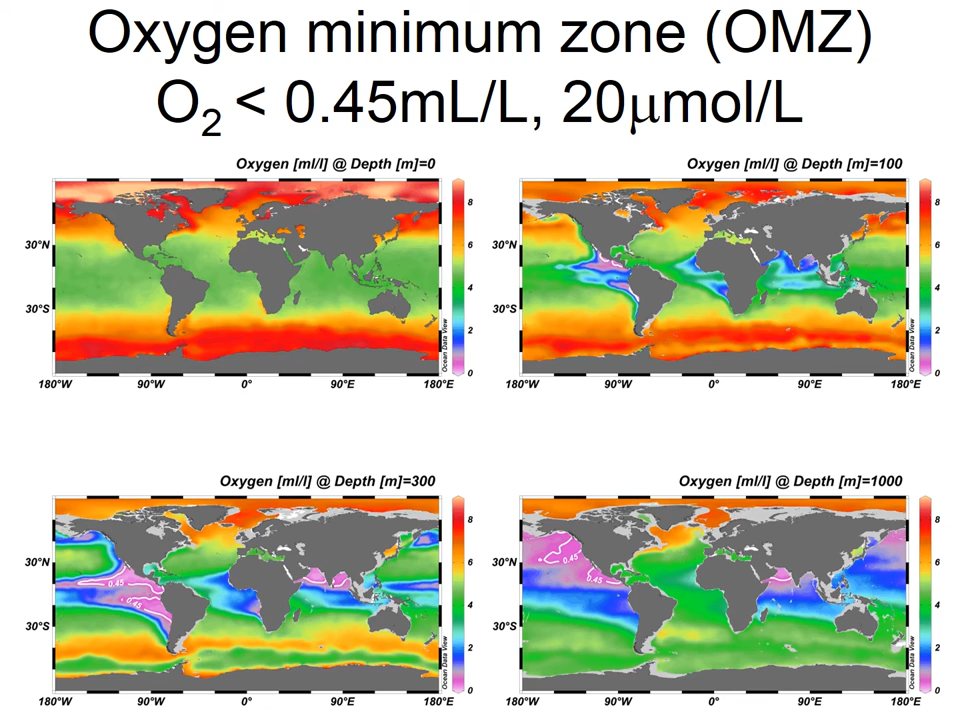 Oxygen minimum zone (OMZ)
O₂ < 0.45mL/L, 20μmol/L
Oxygen [ml/l] @ Depth [m]=0
30°N
30°S
180°W 90°W 0° 90°E 180°E
8
6
4
2
0
Ocean Data View
Oxygen [ml/l] @ Depth [m]=100
30°N
30°S
180°W 90°W 0° 90°E 180°E
8
6
4
2
0
Ocean Data View
Oxygen [ml/l] @ Depth [m]=300
30°N
30°S
0.45
0.45
180°W 90°W 0° 90°E 180°E
8
6
4
2
0
Ocean Data View
Oxygen [ml/l] @ Depth [m]=1000
30°N
30°S
0.45
0.45
180°W 90°W 0° 90°E 180°E
8
6
4
2
0
Ocean Data View